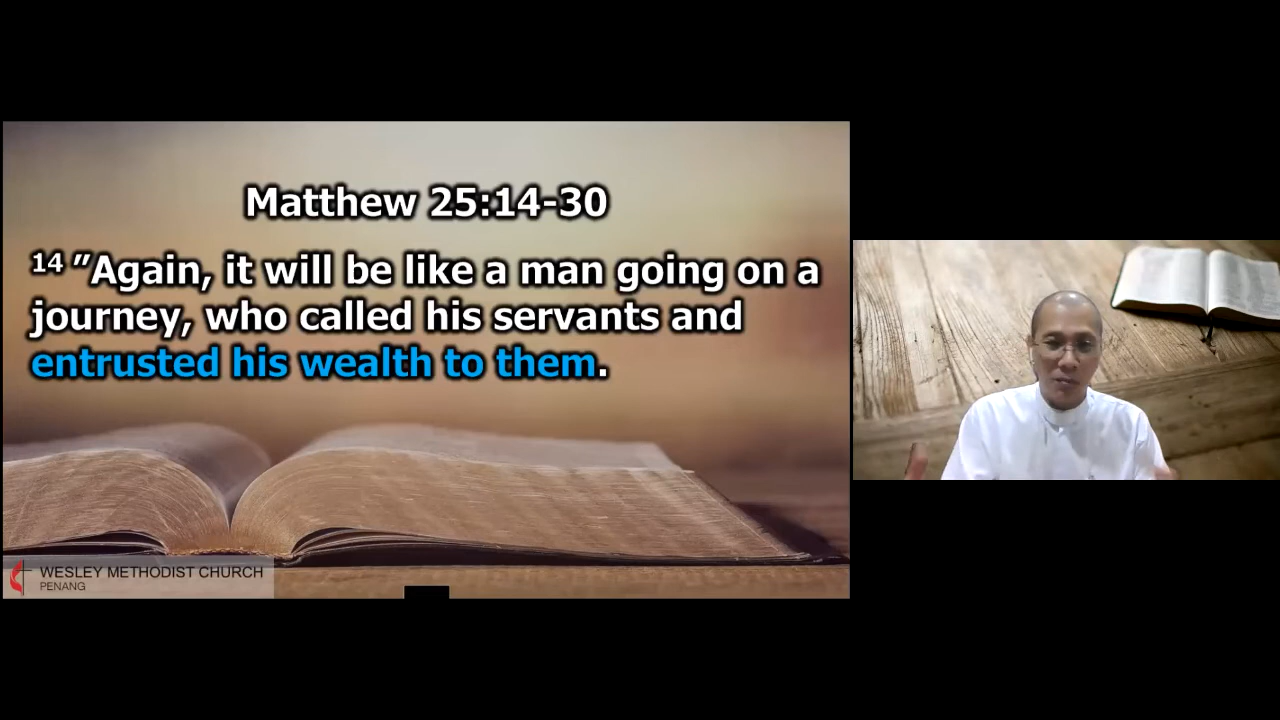 Matthew 25:14-30
14 ”Again, it will be like a man going on a
journey, who called his servants and
entrusted his wealth to them.
WESLEY METHODIST CHURCH
PENANG